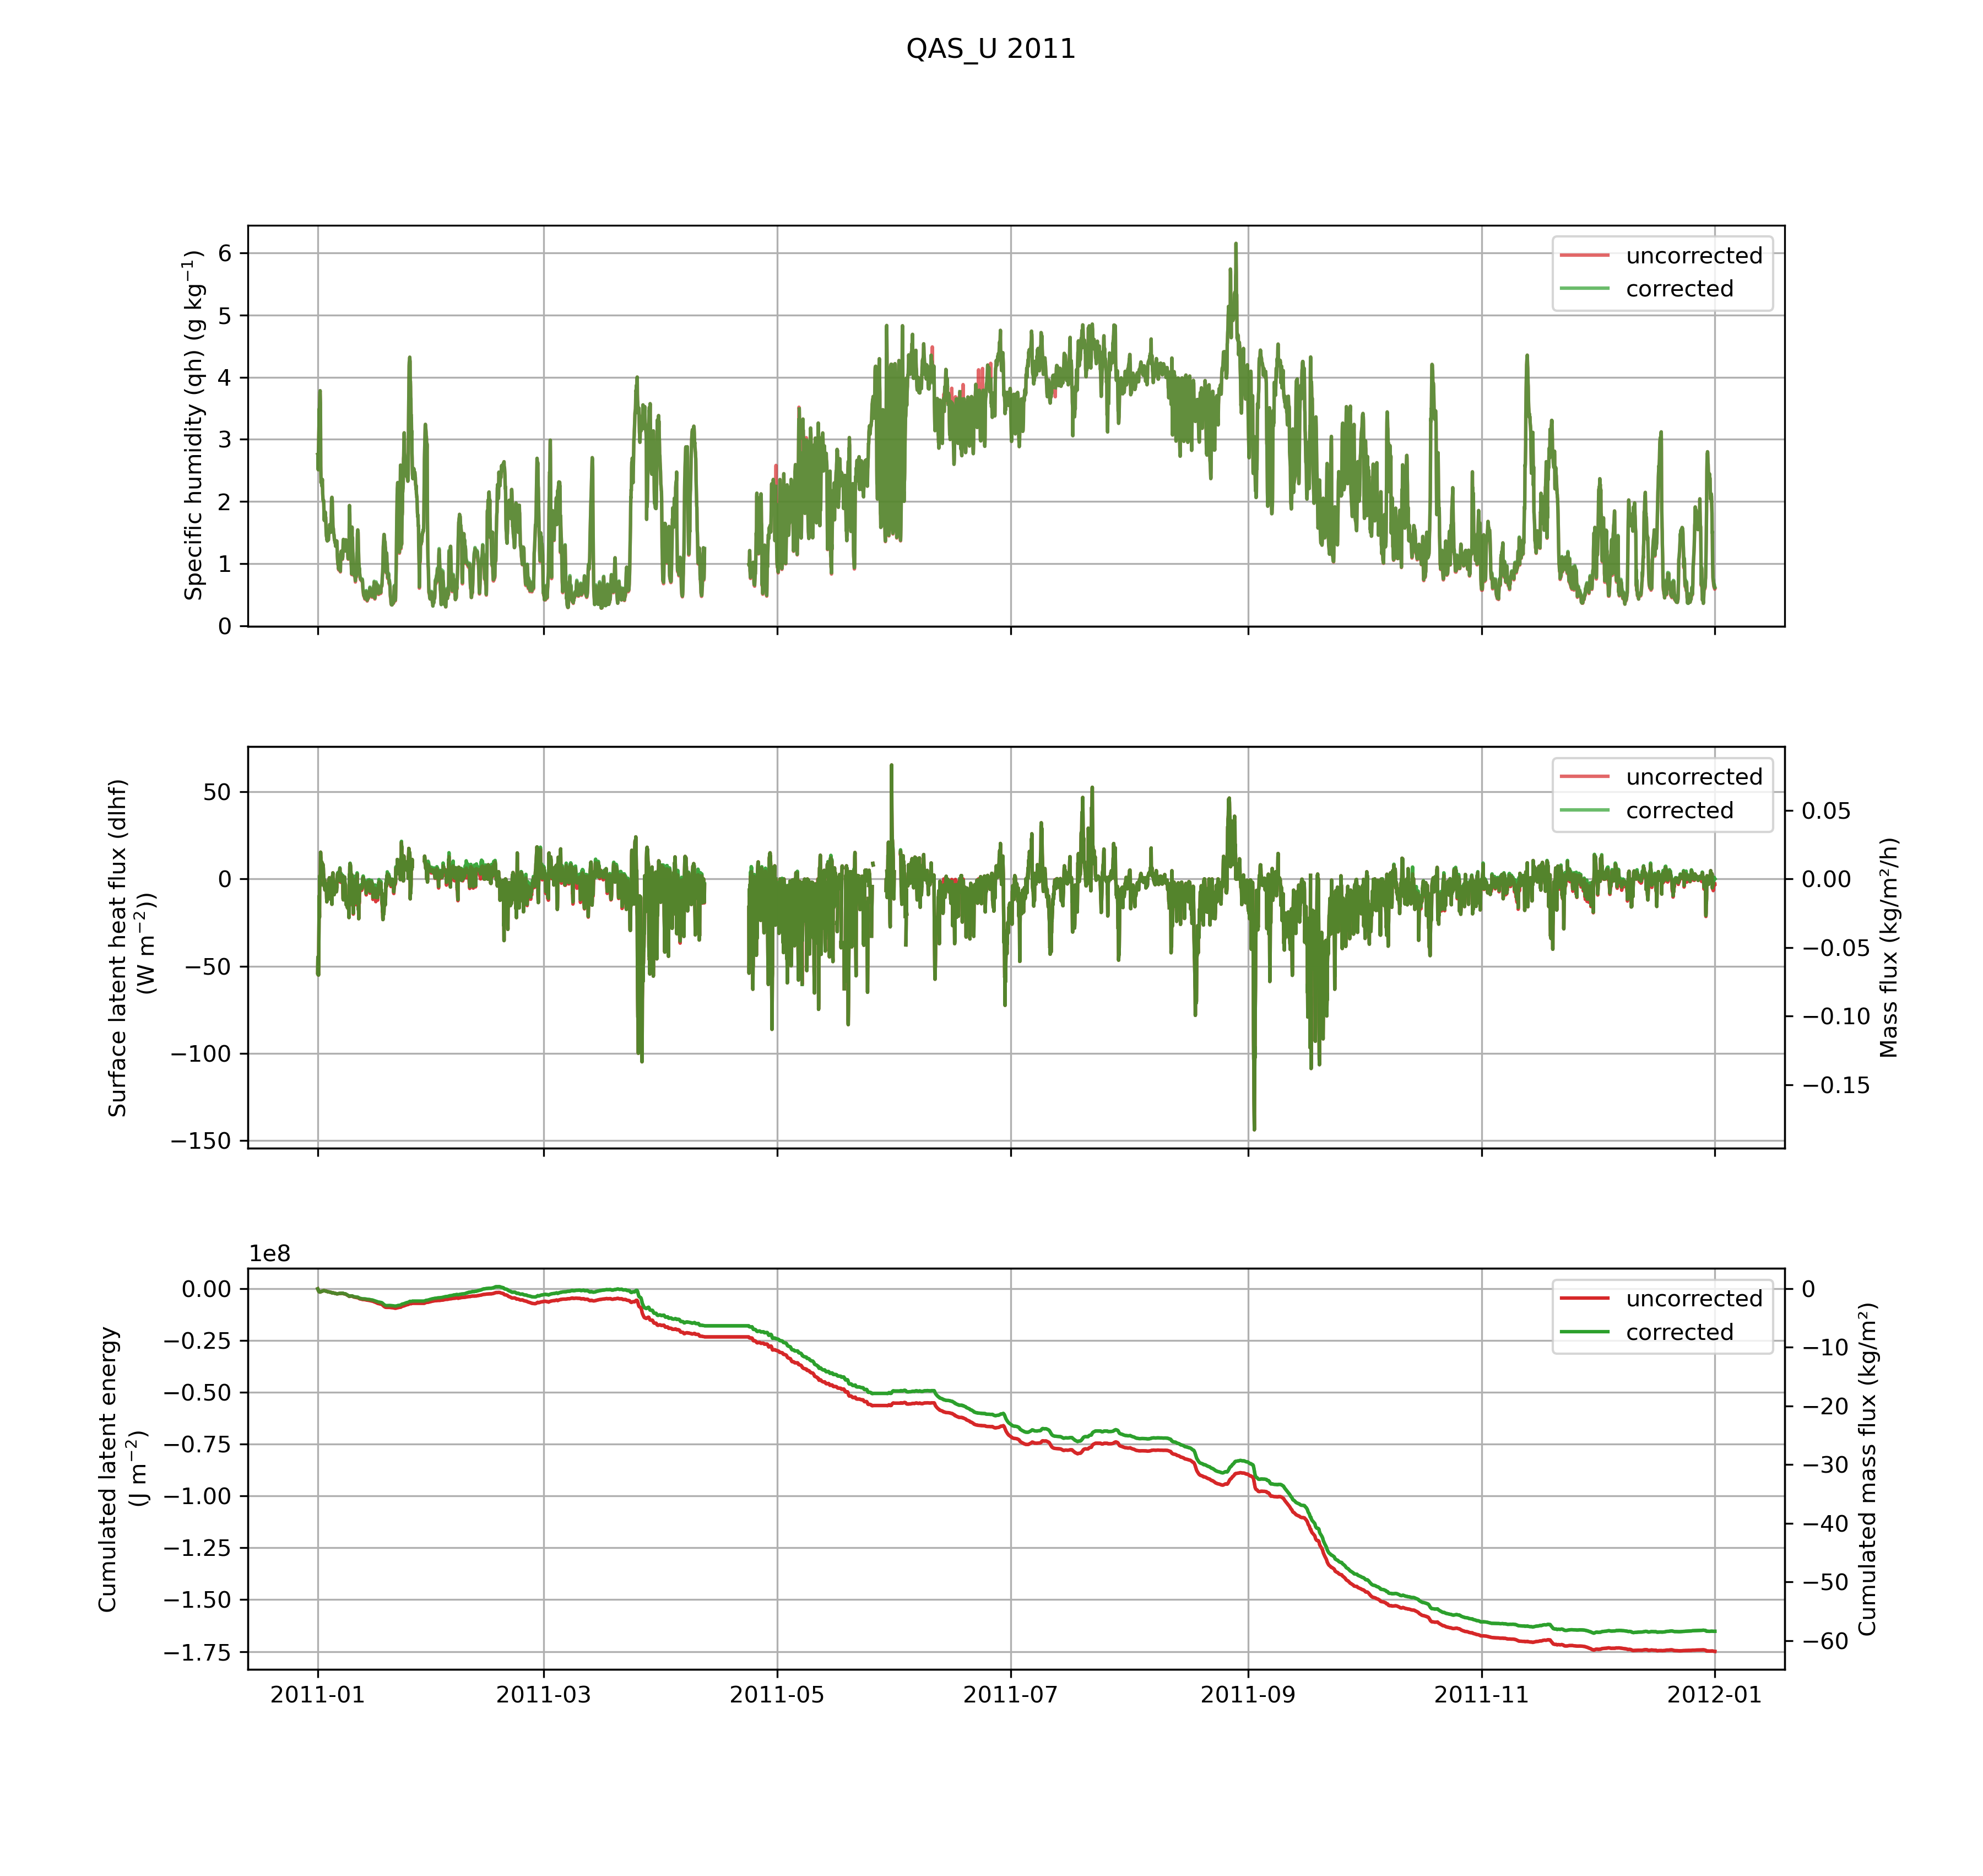 QAS_U 2011
Specific humidity (qh) (g kg⁻¹)
6
5
4
3
2
1
0
uncorrected
corrected
Surface latent heat flux (dlhf)
(W m⁻²))
50
0
−50
−100
−150
uncorrected
corrected
0.05
0.00
−0.05
−0.10
−0.15
Mass flux (kg/m²/h)
1e8
Cumulated latent energy
(J m⁻²)
0.00
−0.25
−0.50
−0.75
−1.00
−1.25
−1.50
−1.75
uncorrected
corrected
0
−10
−20
−30
−40
−50
−60
Cumulated mass flux (kg/m²)
2011-01 2011-03 2011-05 2011-07 2011-09 2011-11 2012-01